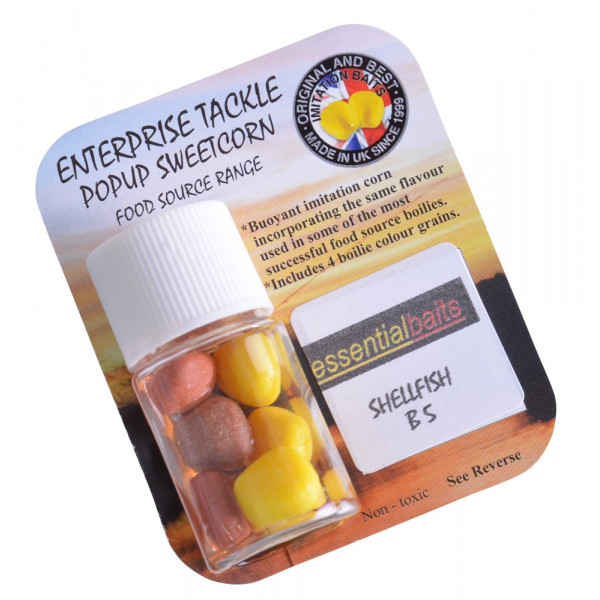 ENTERPRISE TACKLE
POPUP SWEETCORN
FOOD SOURCE RANGE
ORIGINAL AND BEST
IMITATION BAITS
MADE IN UK SINCE 1999
*Buoyant imitation corn
incorporating the same flavour
used in some of the most
successful food source boilies.
*Includes 4 boilie colour grains.
essentialbaits
SHELLFISH
B5
Non - toxic See Reverse